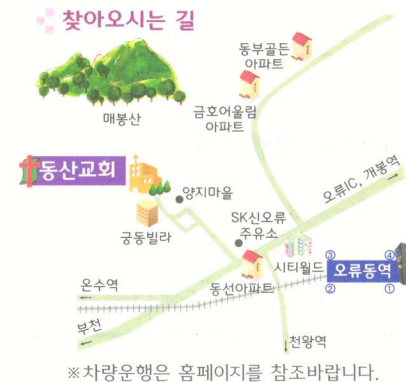 찾아오시는 길
동부골든
아파트
매봉산
금호어울림
아파트
동산교회
양지마을
오류IC, 개봉역
궁동빌라
SK신오류
주유소
시티월드
③
④
오류동역
②
①
온수역
동선아파트
부천
천왕역
※차량운행은 홈페이지를 참조바랍니다.